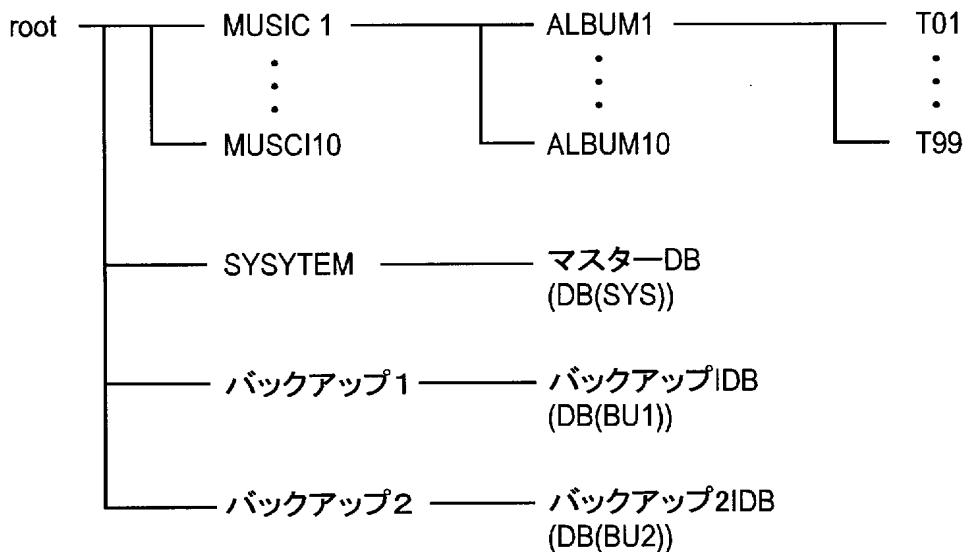 root MUSIC 1 ALBUM1 T01
MUSCI10 ALBUM10 T99
SYSYTEM マスターDB
(DB(SYS))
バックアップ1 バックアップIDB
(DB(BU1))
バックアップ2 バックアップ2IDB
(DB(BU2))